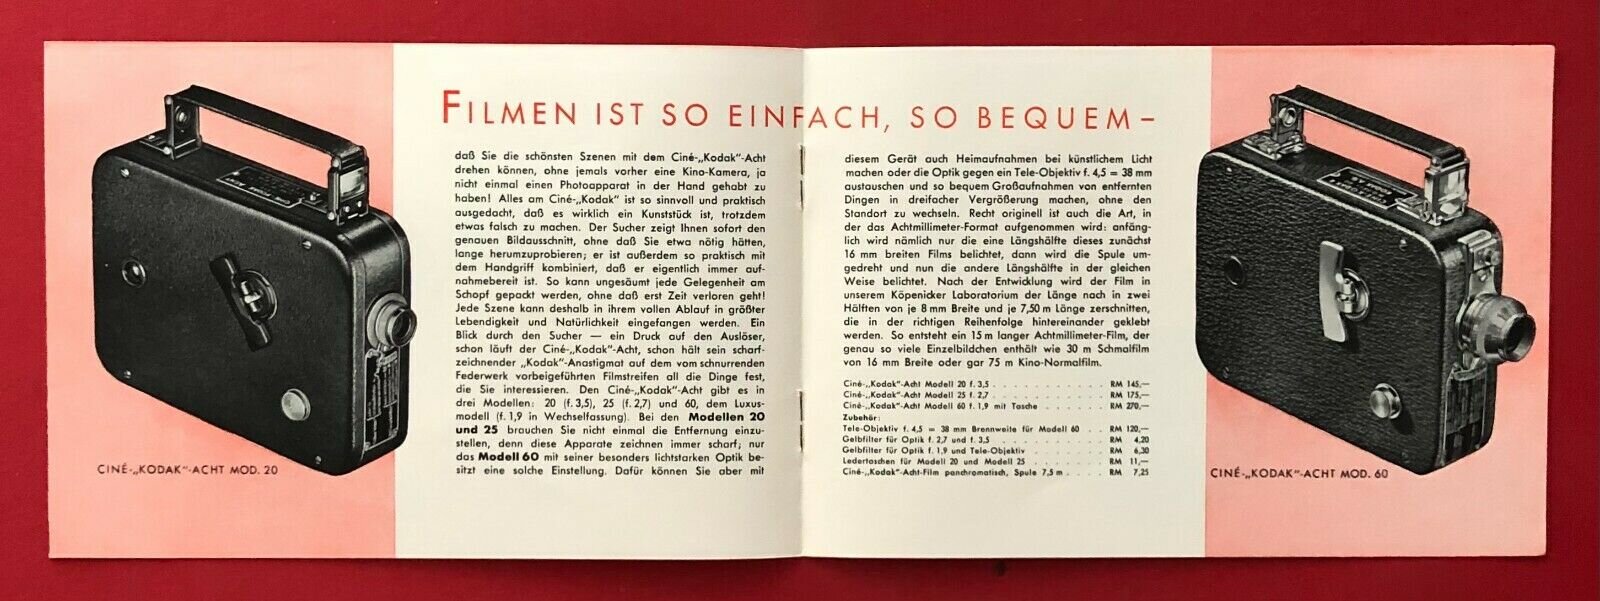 FILMEN IST SO EINFACH, SO BEQUEM –
daß Sie die schönsten Szenen mit dem Ciné-„Kodak"-Acht
drehen können, ohne jemals vorher eine Kino-Kamera, ja
nicht einmal einen Photoapparat in der Hand gehabt zu
haben! Alles am Ciné-„Kodak" ist so sinnvoll und praktisch
ausgedacht, daß es wirklich ein Kunststück ist, trotzdem
etwas falsch zu machen. Der Sucher zeigt Ihnen sofort den
genauen Bildausschnitt, ohne daß Sie etwa nötig hätten,
lange herumzuprobieren; er ist außerdem so praktisch mit
dem Handgriff kombiniert, daß er eigentlich immer auf-
nahmebereit ist. So kann ungesäumt jede Gelegenheit am
Schopf gepackt werden, ohne daß erst Zeit verloren geht!
Jede Szene kann deshalb in ihrem vollen Ablauf in größter
Lebendigkeit und Natürlichkeit eingefangen werden. Ein
Blick durch den Sucher — ein Druck auf den Auslöser,
schon läuft der Ciné-„Kodak"-Acht, schon hält sein scharf-
zeichnender „Kodak"-Anastigmat auf dem vom schnurrenden
Federwerk vorbeigeführten Filmstreifen all die Dinge fest,
die Sie interessieren. Den Ciné-„Kodak"-Acht gibt es in
drei Modellen: 20 (f. 3,5), 25 (f. 2,7) und 60, dem Luxus-
modell (f. 1,9 in Wechselfassung). Bei den Modellen 20
und 25 brauchen Sie nicht einmal die Entfernung einzu-
stellen, denn diese Apparate zeichnen immer scharf; nur
das Modell 60 mit seiner besonders lichtstarken Optik be-
sitzt eine solche Einstellung. Dafür können Sie aber mit
CINÉ-„KODAK"-ACHT MOD. 20
diesem Gerät auch Heimaufnahmen bei künstlichem Licht
machen oder die Optik gegen ein Tele-Objektiv f. 4,5 = 38 mm
austauschen und so bequem Großaufnahmen von entfernten
Dingen in dreifacher Vergrößerung machen, ohne den
Standort zu wechseln. Recht originell ist auch die Art, in
der das Achtmillimeter-Format aufgenommen wird: anfäng-
lich wird nämlich nur die eine Längshälfte dieses zunächst
16 mm breiten Films belichtet, dann wird die Spule um-
gedreht und nun die andere Längshälfte in der gleichen
Weise belichtet. Nach der Entwicklung wird der Film in
unserem Köpenicker Laboratorium der Länge nach in zwei
Hälften von je 8 mm Breite und je 7,50 m Länge zerschnitten,
die in der richtigen Reihenfolge hintereinander geklebt
werden. So entsteht ein 15 m langer Achtmillimeter-Film, der
genau so viele Einzelbildchen enthält wie 30 m Schmalfilm
von 16 mm Breite oder gar 75 m Kino-Normalfilm.
Ciné-„Kodak"-Acht Modell 20 f. 3,5 . . . . . . . . . . . RM 145,—
Ciné-„Kodak"-Acht Modell 25 f. 2,7 . . . . . . . . . . . RM 175,—
Ciné-„Kodak"-Acht Modell 60 f. 1,9 mit Tasche . . . . . . . RM 270,—
Zubehör:
Tele-Objektiv f. 4,5 = 38 mm Brennweite für Modell 60 . . RM 120,—
Gelbfilter für Optik f. 2,7 und f. 3,5 . . . . . . . . . . . RM 4,20
Gelbfilter für Optik f. 1,9 und Tele-Objektiv . . . . . . . . RM 6,30
Ledertaschen für Modell 20 und Modell 25 . . . . . . . . RM 11,—
Ciné-„Kodak"-Acht-Film panchromatisch, Spule 7,5 m . . . . RM 7,25
CINÉ-„KODAK"-ACHT MOD. 60